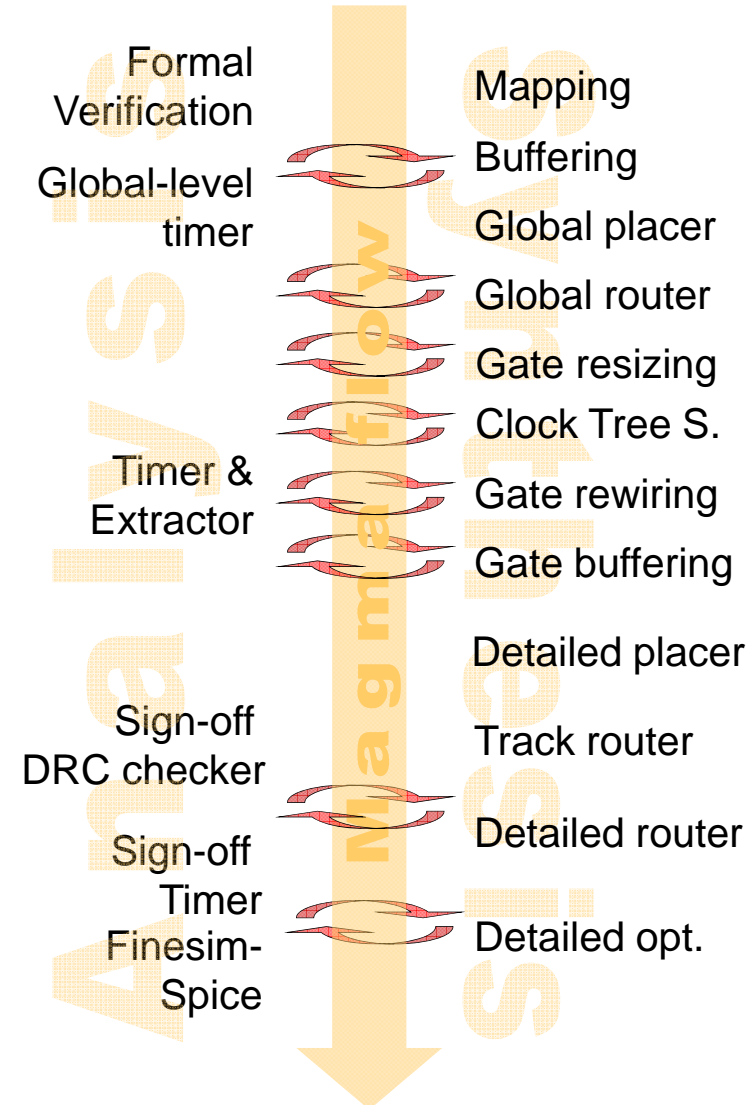 Formal
Verification
Global-level
timer
Timer &
Extractor
Sign-off
DRC checker
Sign-off
Timer
Finesim-
Spice
Analysis
Magma flow
Synthesis
Mapping
Buffering
Global placer
Global router
Gate resizing
Clock Tree S.
Gate rewiring
Gate buffering
Detailed placer
Track router
Detailed router
Detailed opt.